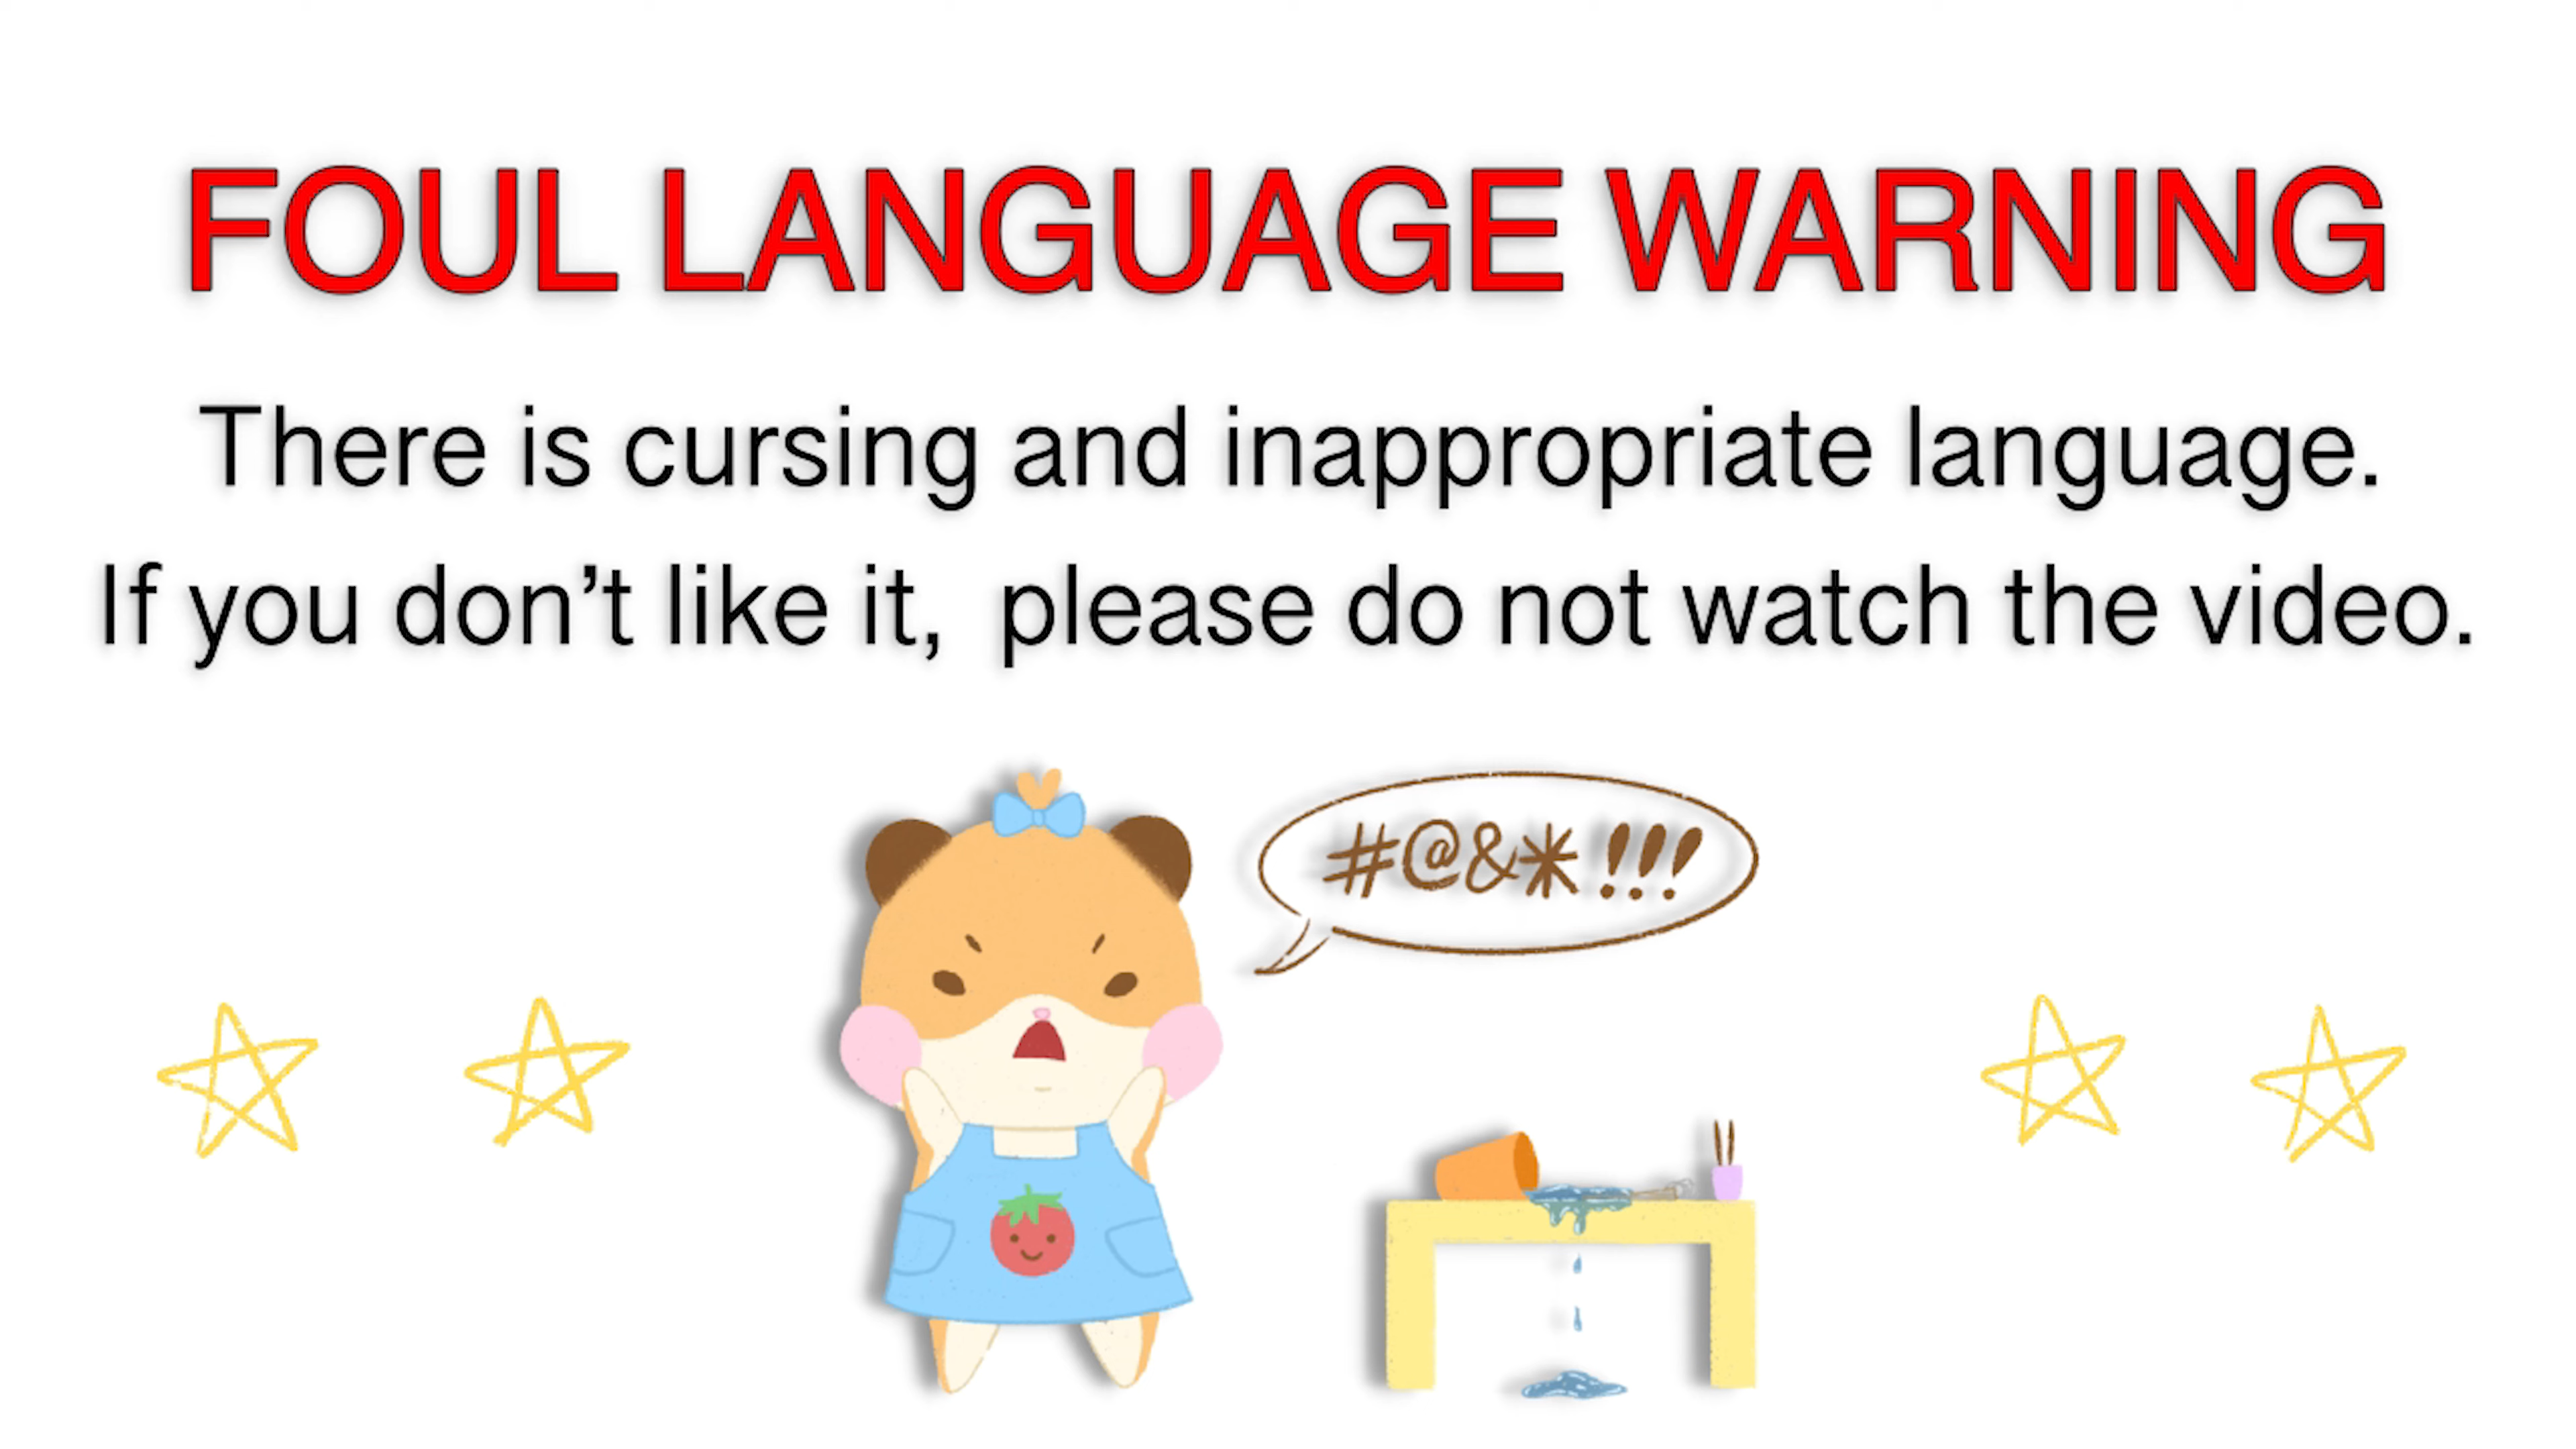 FOUL LANGUAGE WARNING
There is cursing and inappropriate language.
If you don’t like it, please do not watch the video.
#@&*!!!